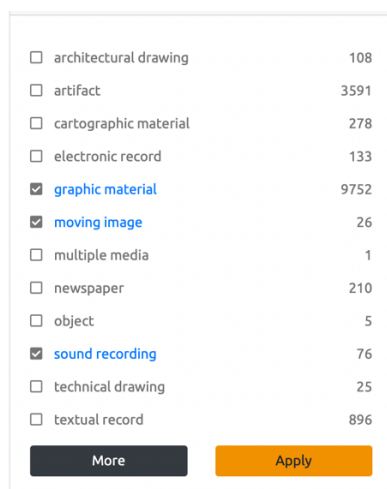 architectural drawing 108
artifact 3591
cartographic material 278
electronic record 133
graphic material 9752
moving image 26
multiple media 1
newspaper 210
object 5
sound recording 76
technical drawing 25
textual record 896
More Apply